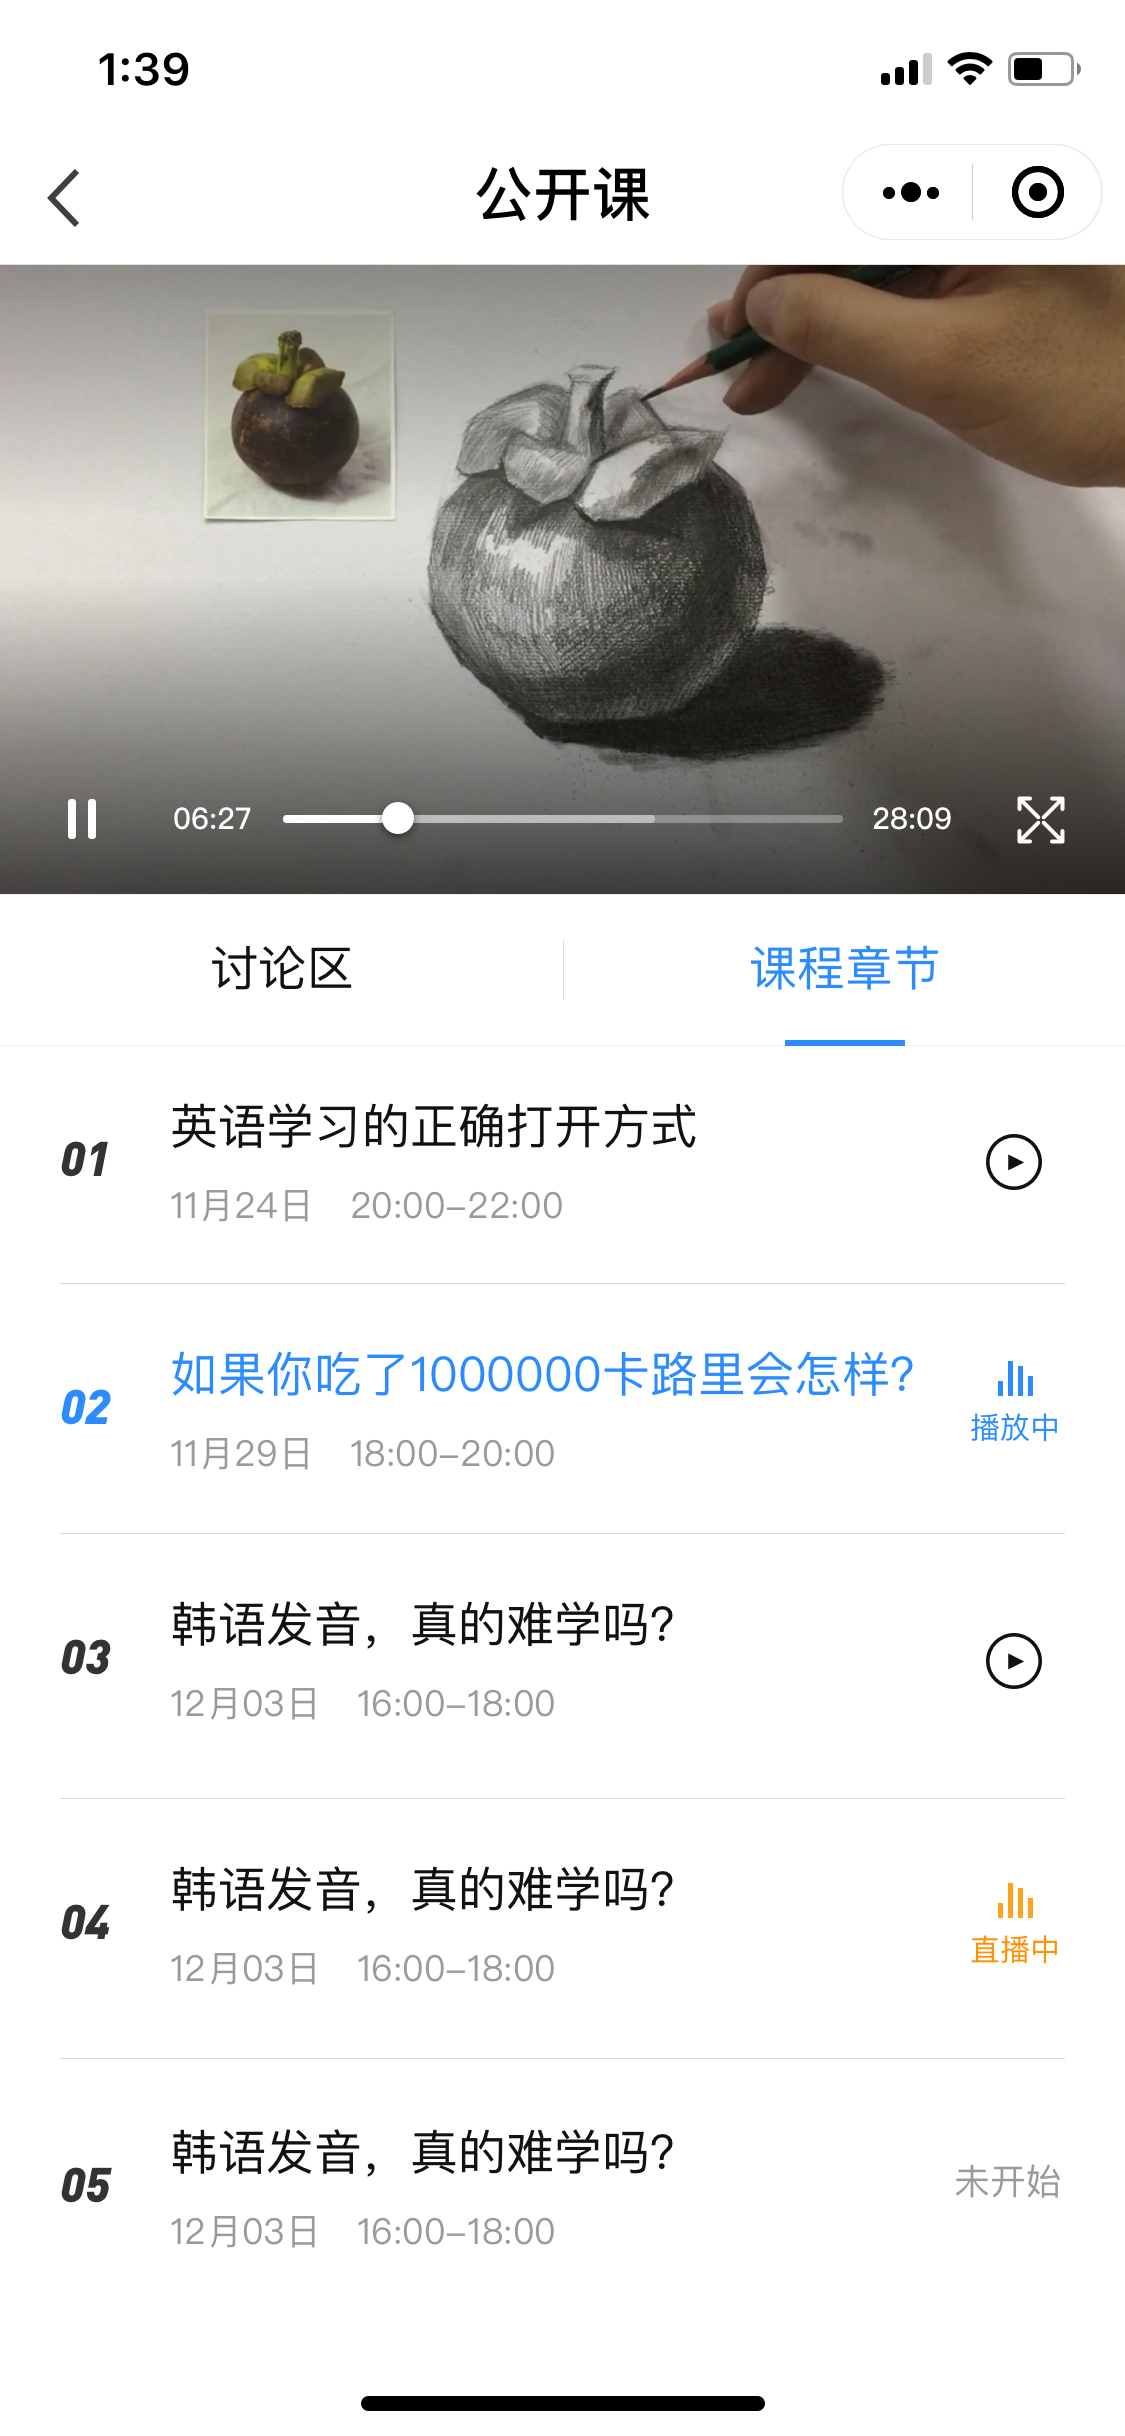 1:39
公开课
06:27
28:09
讨论区
课程章节
01
英语学习的正确打开方式
11月24日 20:00–22:00
02
如果你吃了1000000卡路里会怎样?
11月29日 18:00–20:00
播放中
03
韩语发音，真的难学吗?
12月03日 16:00–18:00
04
韩语发音，真的难学吗?
12月03日 16:00–18:00
直播中
05
韩语发音，真的难学吗?
12月03日 16:00–18:00
未开始